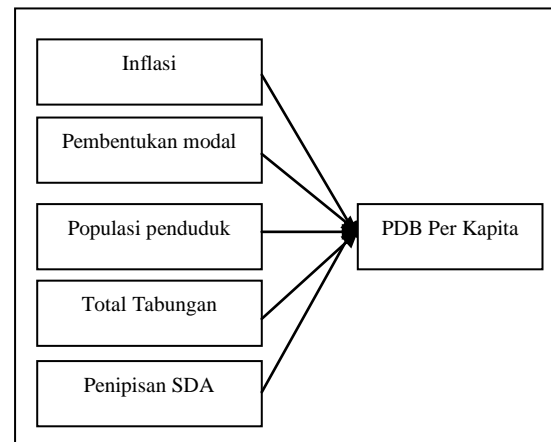 Inflasi
Pembentukan modal
Populasi penduduk
PDB Per Kapita
Total Tabungan
Penipisan SDA